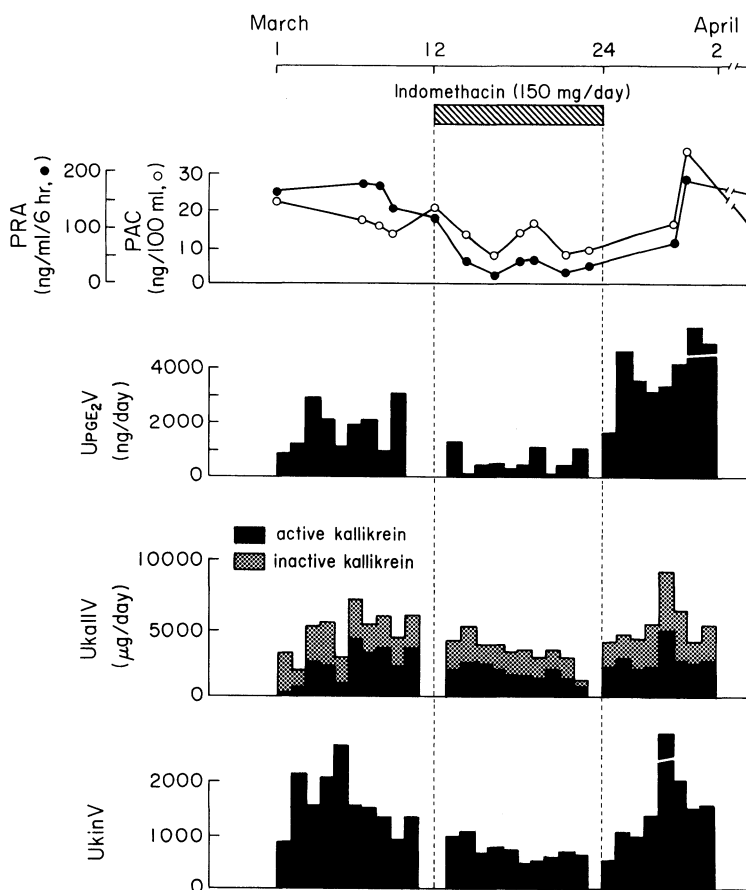 March April
1 12 24 2
Indomethacin (150 mg/day)
PRA
(ng/ml/6 hr, ●)
200
100
0
PAC
(ng/100 ml, ○)
30
20
10
0
UPGE₂V
(ng/day)
4000
2000
0
active kallikrein
inactive kallikrein
UkallV
(μg/day)
10000
5000
0
UkinV
2000
1000
0